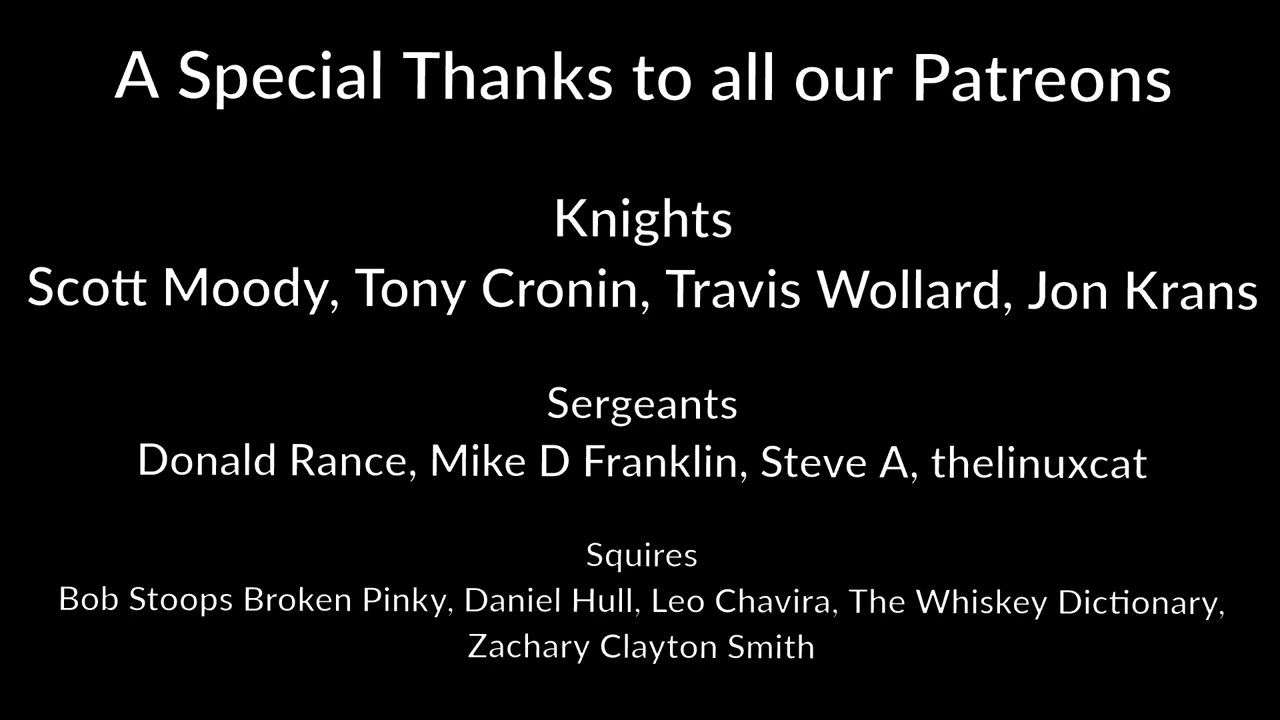 A Special Thanks to all our Patreons
Knights
Scott Moody, Tony Cronin, Travis Wollard, Jon Krans
Sergeants
Donald Rance, Mike D Franklin, Steve A, thelinuxcat
Squires
Bob Stoops Broken Pinky, Daniel Hull, Leo Chavira, The Whiskey Dictionary,
Zachary Clayton Smith